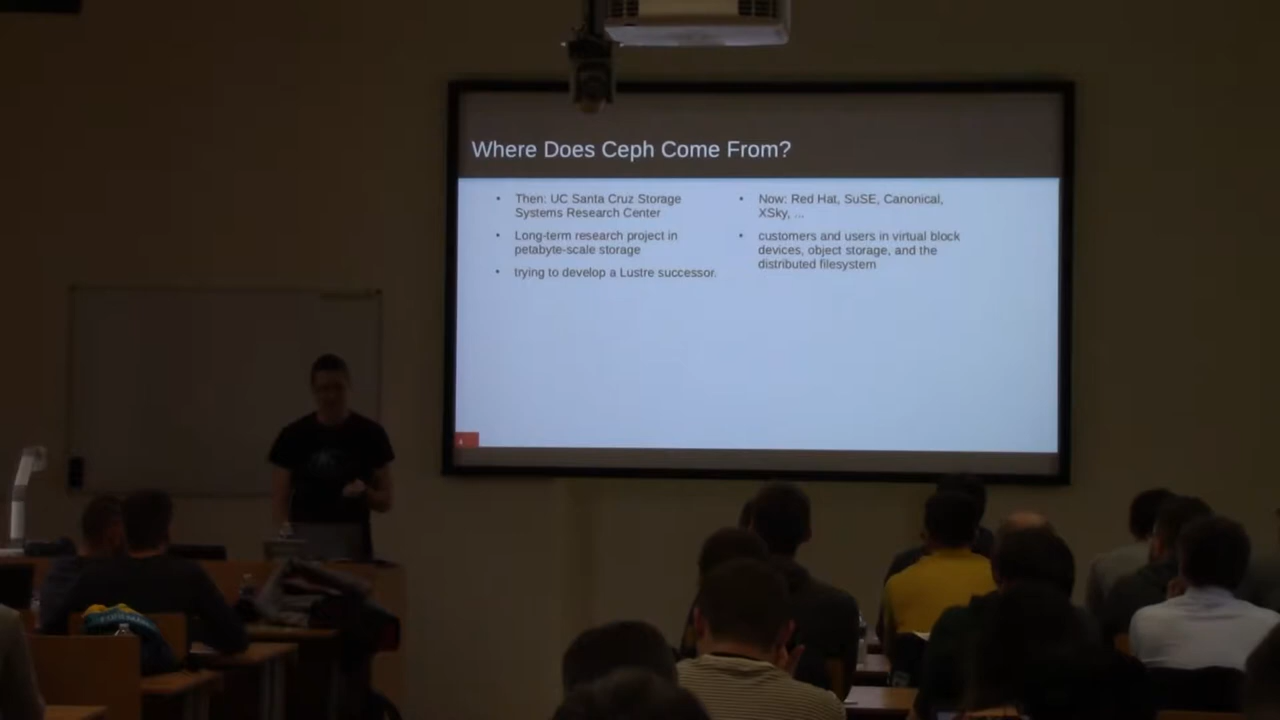 Where Does Ceph Come From?
Then: UC Santa Cruz Storage
Systems Research Center
Long-term research project in
petabyte-scale storage
trying to develop a Lustre successor.
Now: Red Hat, SuSE, Canonical,
XSky, ...
customers and users in virtual block
devices, object storage, and the
distributed filesystem